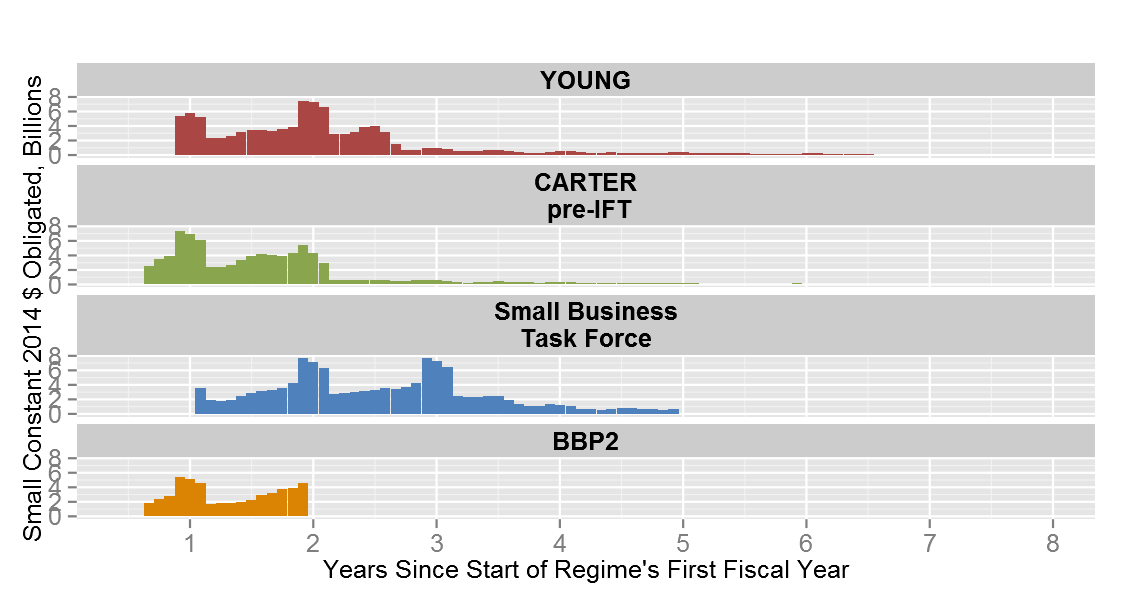 Small Constant 2014 $ Obligated, Billions
YOUNG
8
6
4
2
0
CARTER
pre-IFT
8
6
4
2
0
Small Business
Task Force
8
6
4
2
0
BBP2
8
6
4
2
0
1 2 3 4 5 6 7 8
Years Since Start of Regime's First Fiscal Year